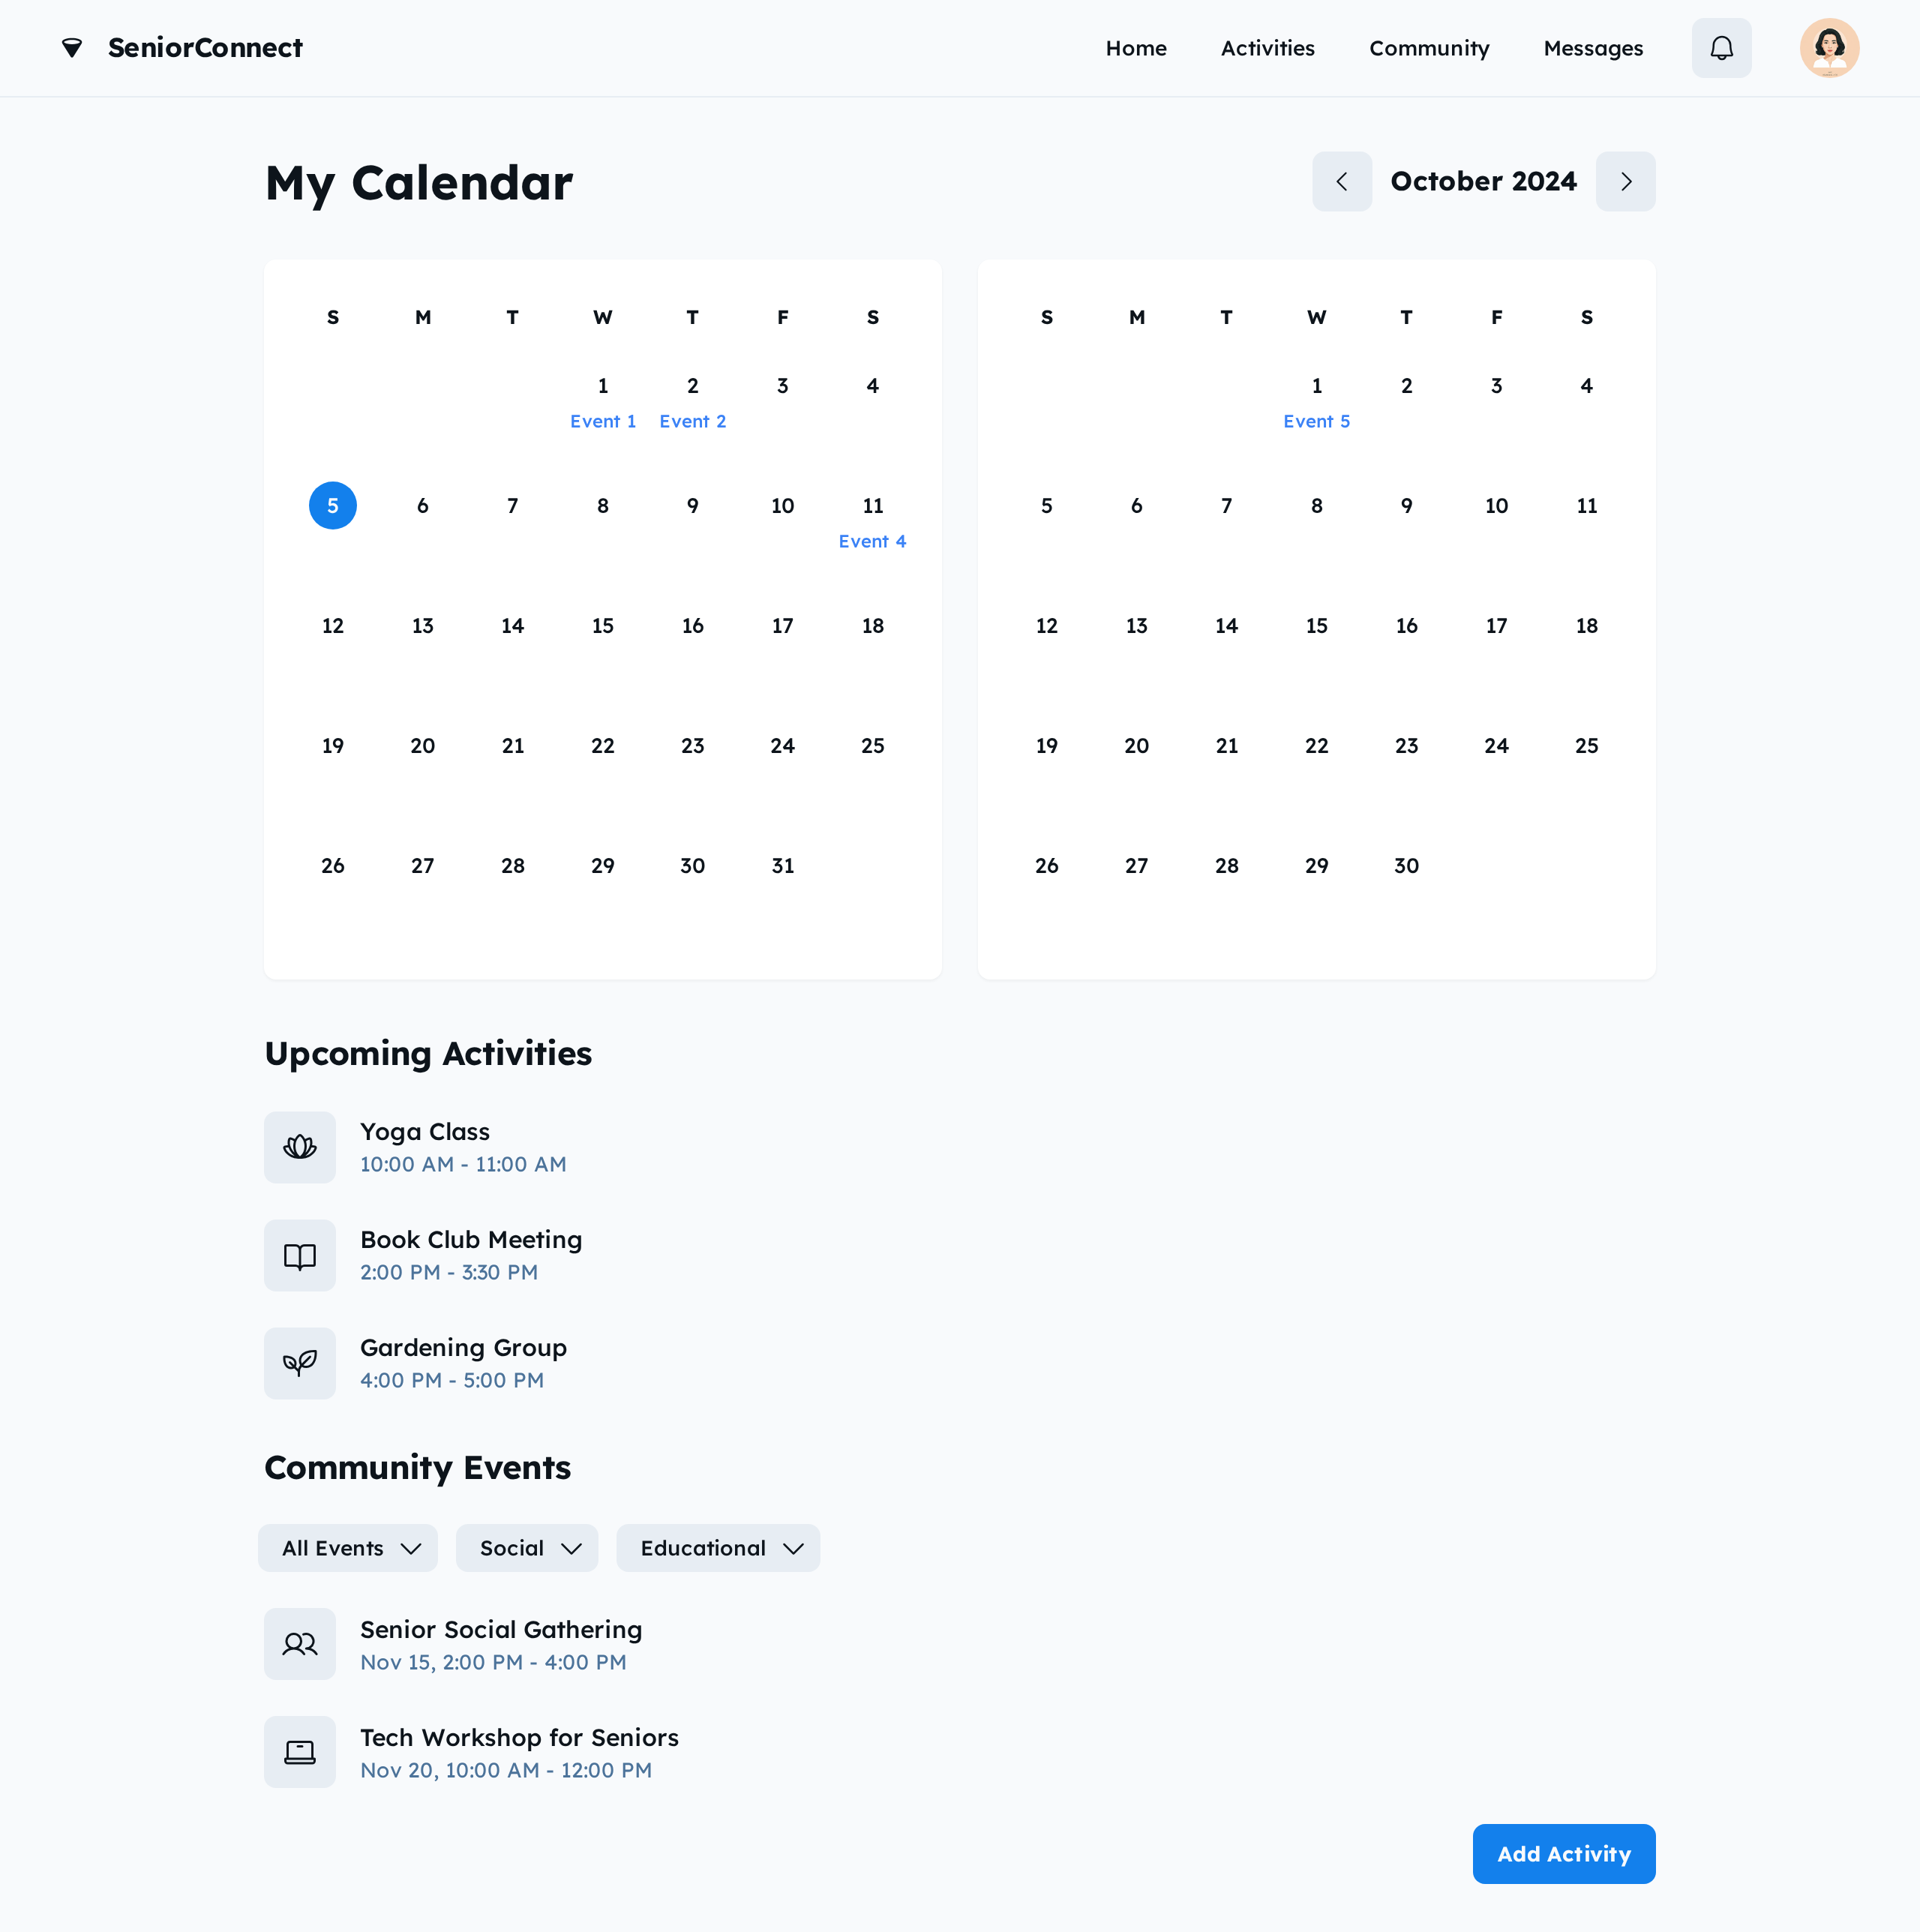 SeniorConnect
Home Activities Community Messages
My Calendar
October 2024
S M T W T F S
1 2 3 4
Event 1 Event 2
5 6 7 8 9 10 11
Event 4
12 13 14 15 16 17 18
19 20 21 22 23 24 25
26 27 28 29 30 31
S M T W T F S
1 2 3 4
Event 5
5 6 7 8 9 10 11
12 13 14 15 16 17 18
19 20 21 22 23 24 25
26 27 28 29 30
Upcoming Activities
Yoga Class
10:00 AM - 11:00 AM
Book Club Meeting
2:00 PM - 3:30 PM
Gardening Group
4:00 PM - 5:00 PM
Community Events
All Events Social Educational
Senior Social Gathering
Nov 15, 2:00 PM - 4:00 PM
Tech Workshop for Seniors
Nov 20, 10:00 AM - 12:00 PM
Add Activity